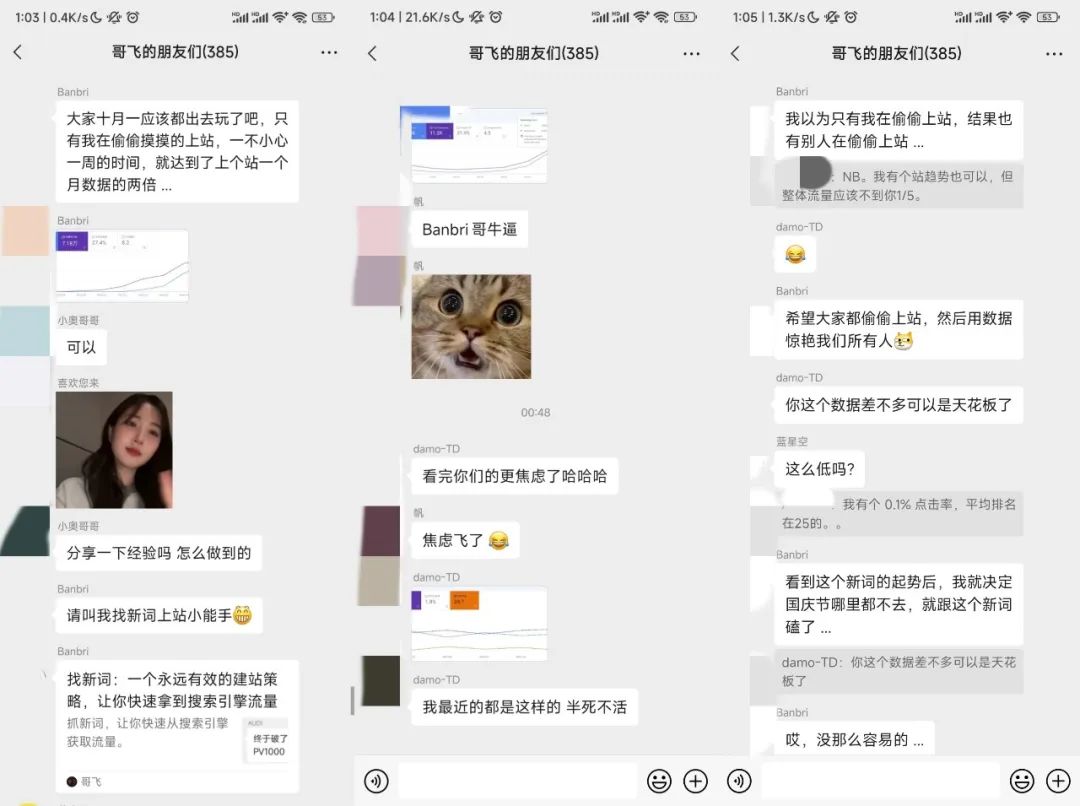 1:03 | 0.4K/s
53
哥飞的朋友们(385)
Banbri
大家十月一应该都出去玩了吧，只
有我在偷偷摸摸的上站，一不小心
一周的时间，就达到了上个站一个
月数据的两倍 ...
Banbri
7.18万
27.4%
8.2
小奥哥哥
可以
喜欢您来
小奥哥哥
分享一下经验吗 怎么做到的
Banbri
请叫我找新词上站小能手😁
Banbri
找新词：一个永远有效的建站策
略，让你快速拿到搜索引擎流量
抓新词，让你快速从搜索引擎
获取流量。
终于破了
PV1000
哥飞
1:04 | 21.6K/s
53
哥飞的朋友们(385)
帆
Banbri 哥牛逼
帆
00:48
damo-TD
看完你们的更焦虑了哈哈哈
帆
焦虑飞了 😂
damo-TD
damo-TD
我最近的都是这样的 半死不活
1:05 | 1.3K/s
53
哥飞的朋友们(385)
Banbri
我以为只有我在偷偷上站，结果也
有别人在偷偷上站 ...
：NB。我有个站趋势也可以，但
整体流量应该不到你1/5。
damo-TD
😂
Banbri
希望大家都偷偷上站，然后用数据
惊艳我们所有人😹
damo-TD
你这个数据差不多可以是天花板了
蓝星空
这么低吗？
：我有个 0.1% 点击率，平均排名
在25的。。
Banbri
看到这个新词的起势后，我就决定
国庆节哪里都不去，就跟这个新词
磕了 ...
damo-TD：你这个数据差不多可以是天花
板了
Banbri
哎，没那么容易的 ...